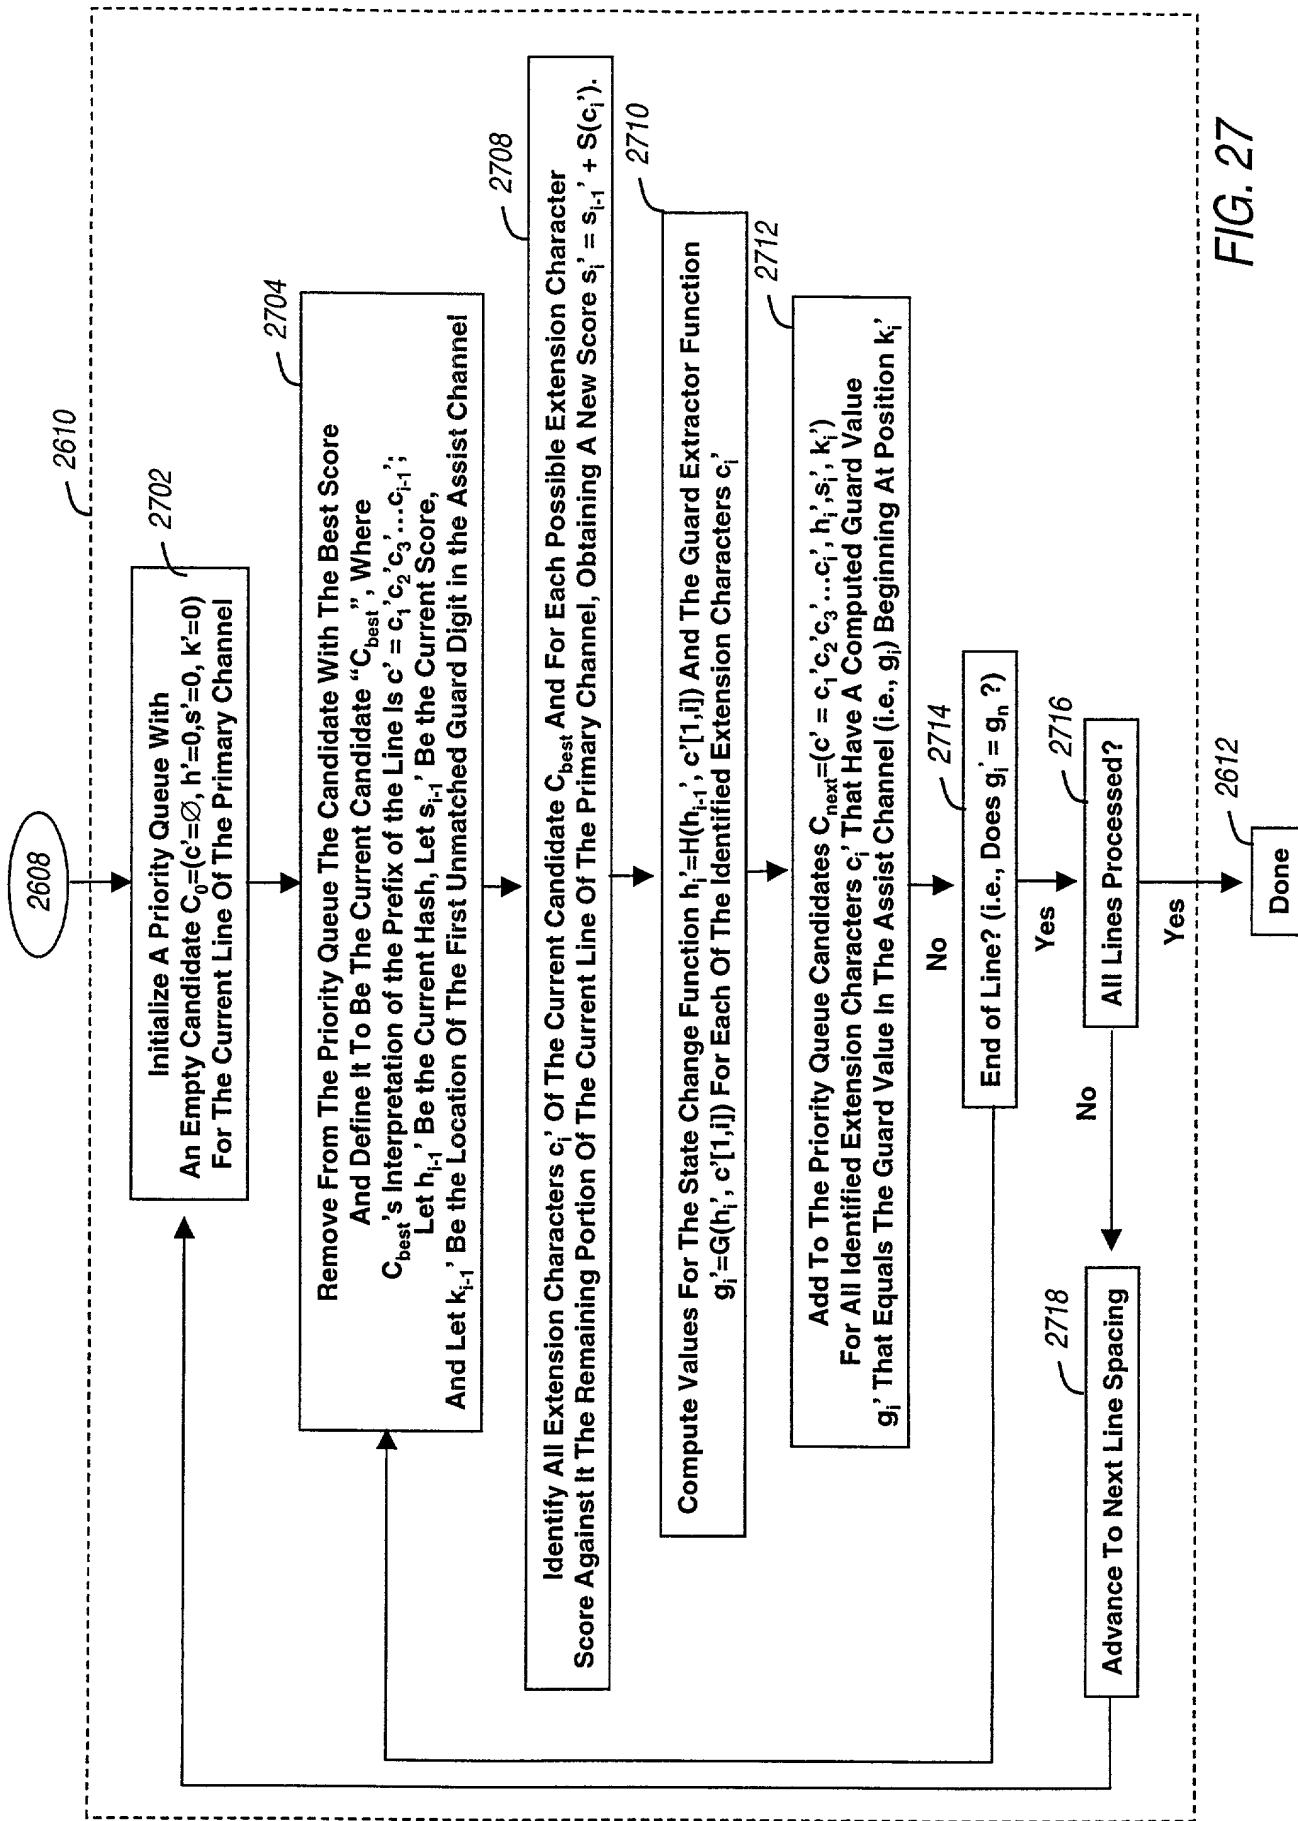 2608
2610
2702
Initialize A Priority Queue With
An Empty Candidate C₀=(c'=∅, h'=0,s'=0, k'=0)
For The Current Line Of The Primary Channel
2704
Remove From The Priority Queue The Candidate With The Best Score
And Define It To Be The Current Candidate “C_best”, Where
C_best's Interpretation of the Prefix of the Line Is c' = c₁'c₂'c₃'...c_i-1';
Let h_i-1' Be the Current Hash, Let s_i-1' Be the Current Score,
And Let k_i-1' Be the Location Of The First Unmatched Guard Digit in the Assist Channel
2708
Identify All Extension Characters c_i' Of The Current Candidate C_best And For Each Possible Extension Character
Score Against It The Remaining Portion Of The Current Line Of The Primary Channel, Obtaining A New Score s_i' = s_i-1' + S(c_i').
2710
Compute Values For The State Change Function h_i'=H(h_i-1', c'[1,i]) And The Guard Extractor Function
g_i'=G(h_i', c'[1,i]) For Each Of The Identified Extension Characters c_i'
2712
Add To The Priority Queue Candidates C_next=(c' = c₁'c₂'c₃'...c_i', h_i',s_i', k_i')
For All Identified Extension Characters c_i' That Have A Computed Guard Value
g_i' That Equals The Guard Value In The Assist Channel (i.e., g_i) Beginning At Position k_i'
No
2714
End of Line? (i.e., Does g_i' = g_n ?)
Yes
2716
All Lines Processed?
No
2718
Advance To Next Line Spacing
Yes
2612
Done
FIG. 27